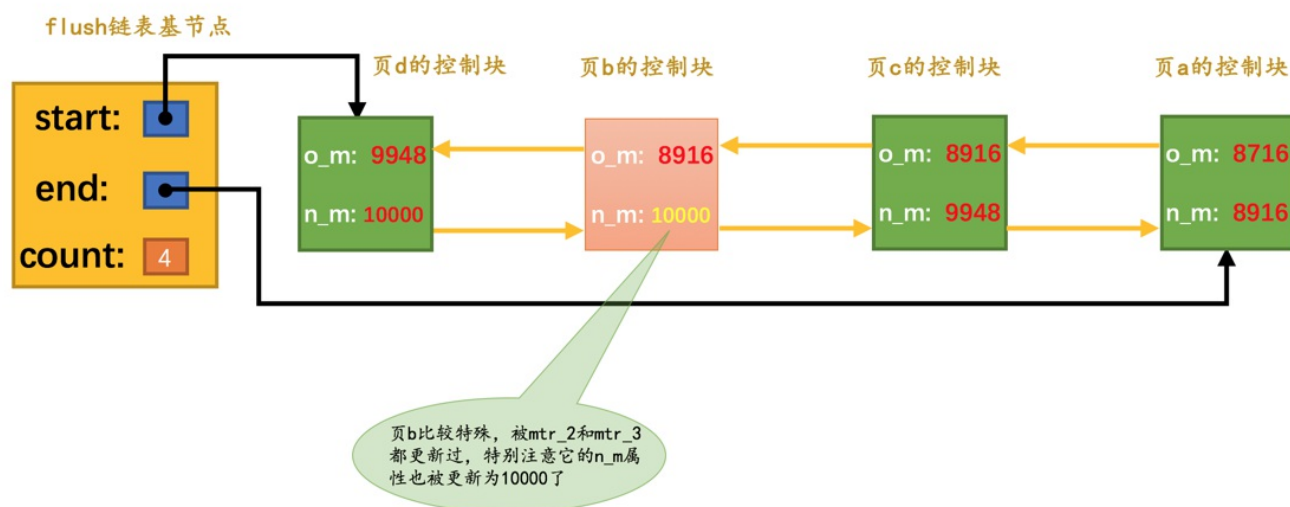 flush链表基节点
页d的控制块
页b的控制块
页c的控制块
页a的控制块
start:
end:
count: 4
o_m: 9948
n_m: 10000
o_m: 8916
n_m: 10000
o_m: 8916
n_m: 9948
o_m: 8716
n_m: 8916
页b比较特殊，被mtr_2和mtr_3
都更新过，特别注意它的n_m属
性也被更新为10000了